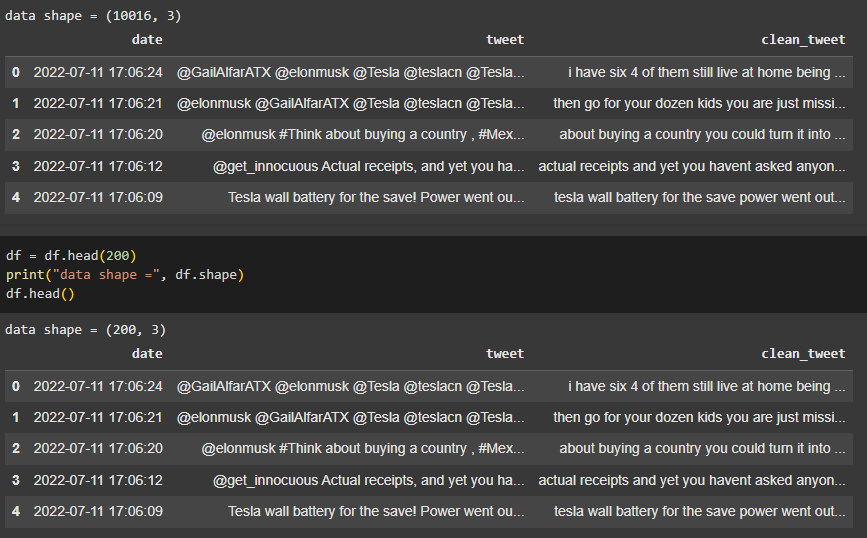 data shape = (10016, 3)
date tweet clean_tweet
0 2022-07-11 17:06:24 @GailAlfarATX @elonmusk @Tesla @teslacn @Tesla... i have six 4 of them still live at home being ...
1 2022-07-11 17:06:21 @elonmusk @GailAlfarATX @Tesla @teslacn @Tesla... then go for your dozen kids you are just missi...
2 2022-07-11 17:06:20 @elonmusk #Think about buying a country , #Mex... about buying a country you could turn it into ...
3 2022-07-11 17:06:12 @get_innocuous Actual receipts, and yet you ha... actual receipts and yet you havent asked anyon...
4 2022-07-11 17:06:09 Tesla wall battery for the save! Power went ou... tesla wall battery for the save power went out...
df = df.head(200)
print("data shape =", df.shape)
df.head()
data shape = (200, 3)
date tweet clean_tweet
0 2022-07-11 17:06:24 @GailAlfarATX @elonmusk @Tesla @teslacn @Tesla... i have six 4 of them still live at home being ...
1 2022-07-11 17:06:21 @elonmusk @GailAlfarATX @Tesla @teslacn @Tesla... then go for your dozen kids you are just missi...
2 2022-07-11 17:06:20 @elonmusk #Think about buying a country , #Mex... about buying a country you could turn it into ...
3 2022-07-11 17:06:12 @get_innocuous Actual receipts, and yet you ha... actual receipts and yet you havent asked anyon...
4 2022-07-11 17:06:09 Tesla wall battery for the save! Power went ou... tesla wall battery for the save power went out...